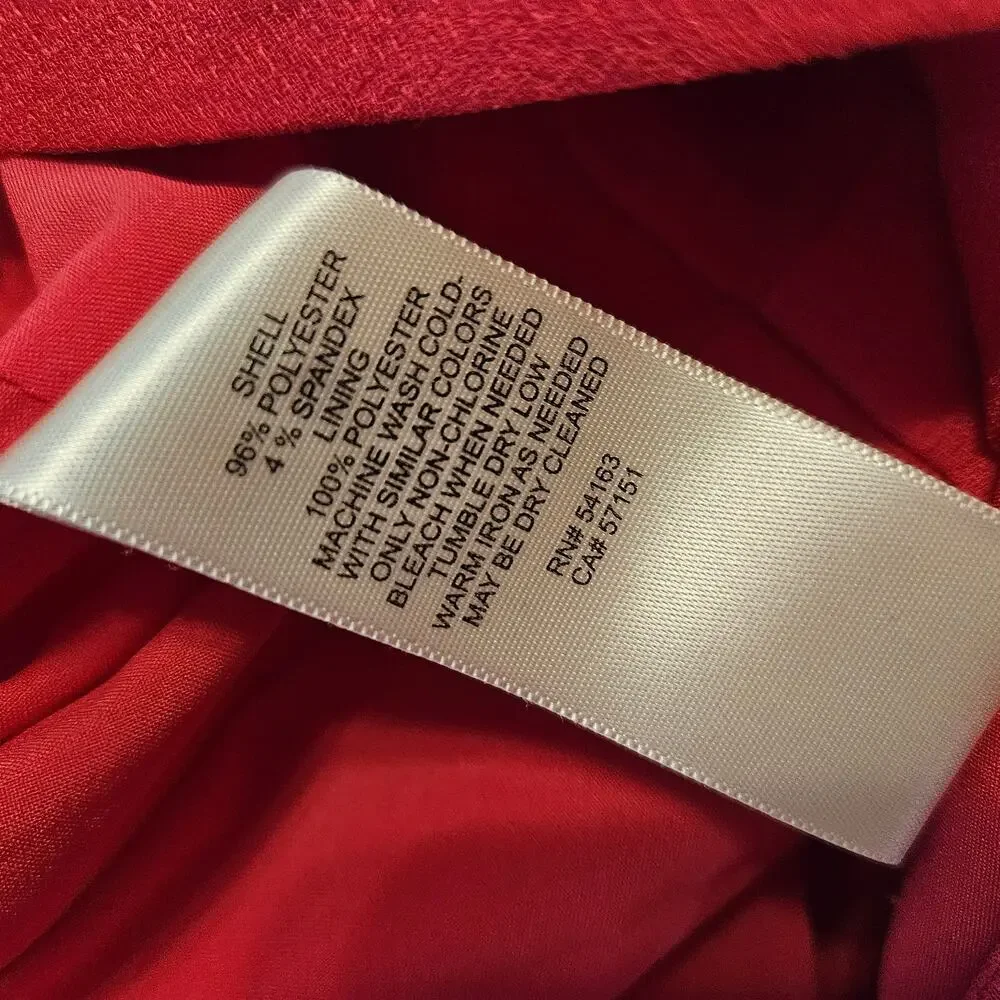 SHELL
96% POLYESTER
4 % SPANDEX
LINING
100% POLYESTER
MACHINE WASH COLD-
WITH SIMILAR COLORS
ONLY NON-CHLORINE
BLEACH WHEN NEEDED
TUMBLE DRY LOW
WARM IRON AS NEEDED
MAY BE DRY CLEANED
RN# 54163
CA# 57151